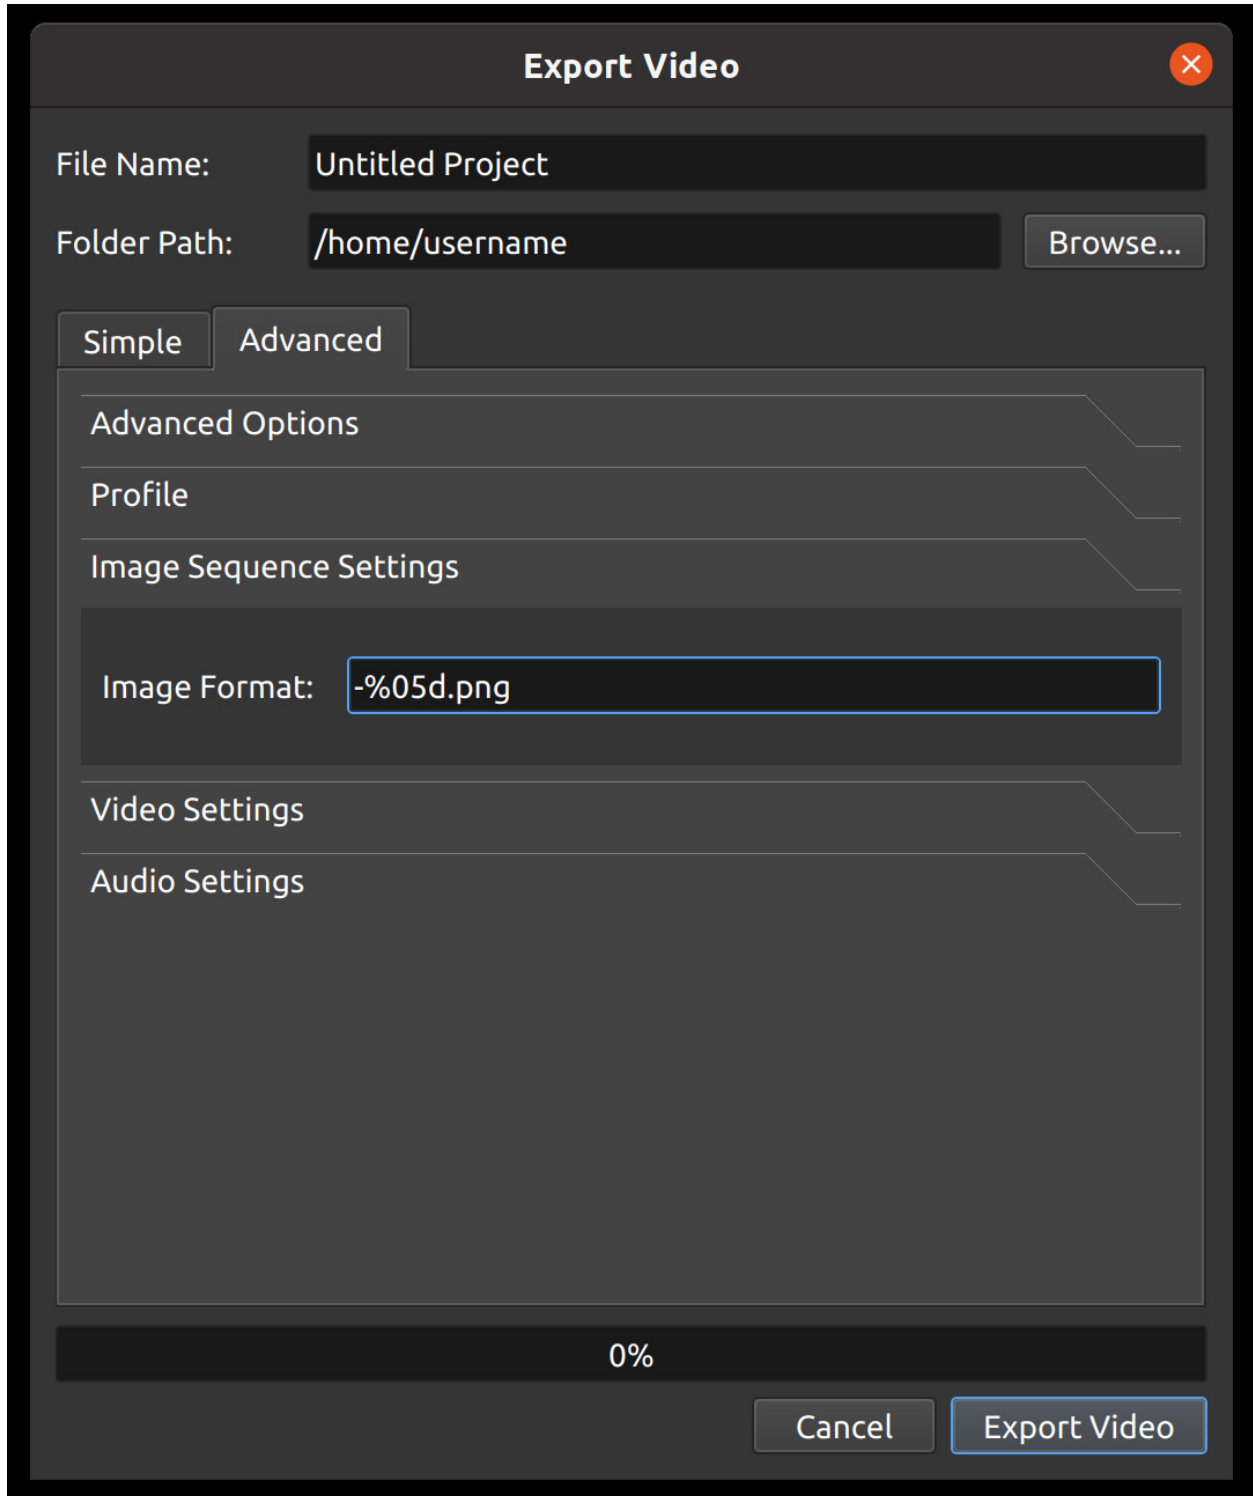 Export Video
File Name: Untitled Project
Folder Path: /home/username Browse...
Simple Advanced
Advanced Options
Profile
Image Sequence Settings
Image Format: -%05d.png
Video Settings
Audio Settings
0%
Cancel Export Video